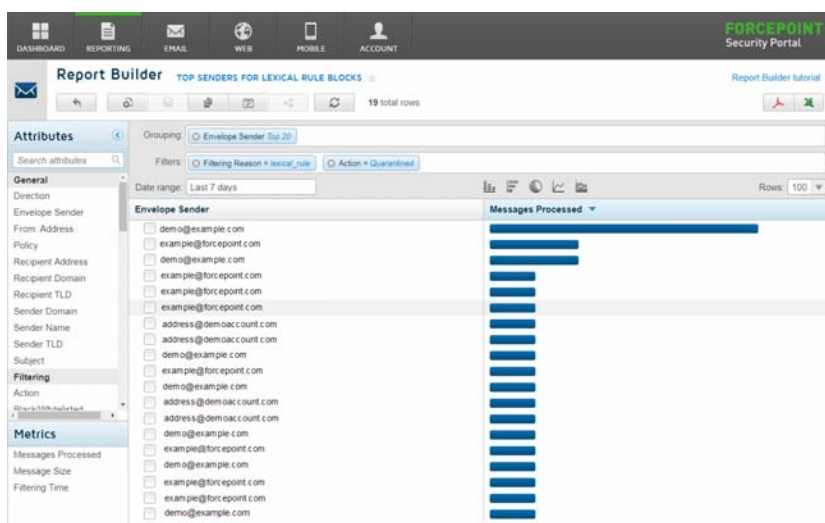 DASHBOARD REPORTING EMAIL WEB MOBILE ACCOUNT
FORCEPOINT
Security Portal
Report Builder TOP SENDERS FOR LEXICAL RULE BLOCKS
Report Builder tutorial
19 total rows
Attributes
Search attributes
General
Direction
Envelope Sender
From: Address
Policy
Recipient Address
Recipient Domain
Recipient TLD
Sender Domain
Sender Name
Sender TLD
Subject
Filtering
Action
Black/Whitelisted
Metrics
Messages Processed
Message Size
Filtering Time
Grouping: Envelope Sender Top 20
Filters: Filtering Reason = lexical_rule Action = Quarantined
Date range: Last 7 days
Rows: 100
Envelope Sender Messages Processed
demo@example.com
example@forcepoint.com
demo@example.com
example@forcepoint.com
example@forcepoint.com
example@forcepoint.com
address@demoaccount.com
address@demoaccount.com
demo@example.com
example@forcepoint.com
demo@example.com
address@demoaccount.com
address@demoaccount.com
demo@example.com
example@forcepoint.com
demo@example.com
example@forcepoint.com
example@forcepoint.com
demo@example.com